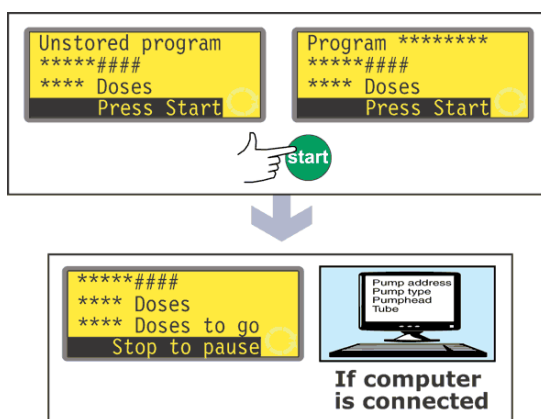 Unstored program
*****####
**** Doses
Press Start
Program ********
*****####
**** Doses
Press Start
start
*****####
**** Doses
**** Doses to go
Stop to pause
Pump address
Pump type
Pumphead
Tube
If computer
is connected